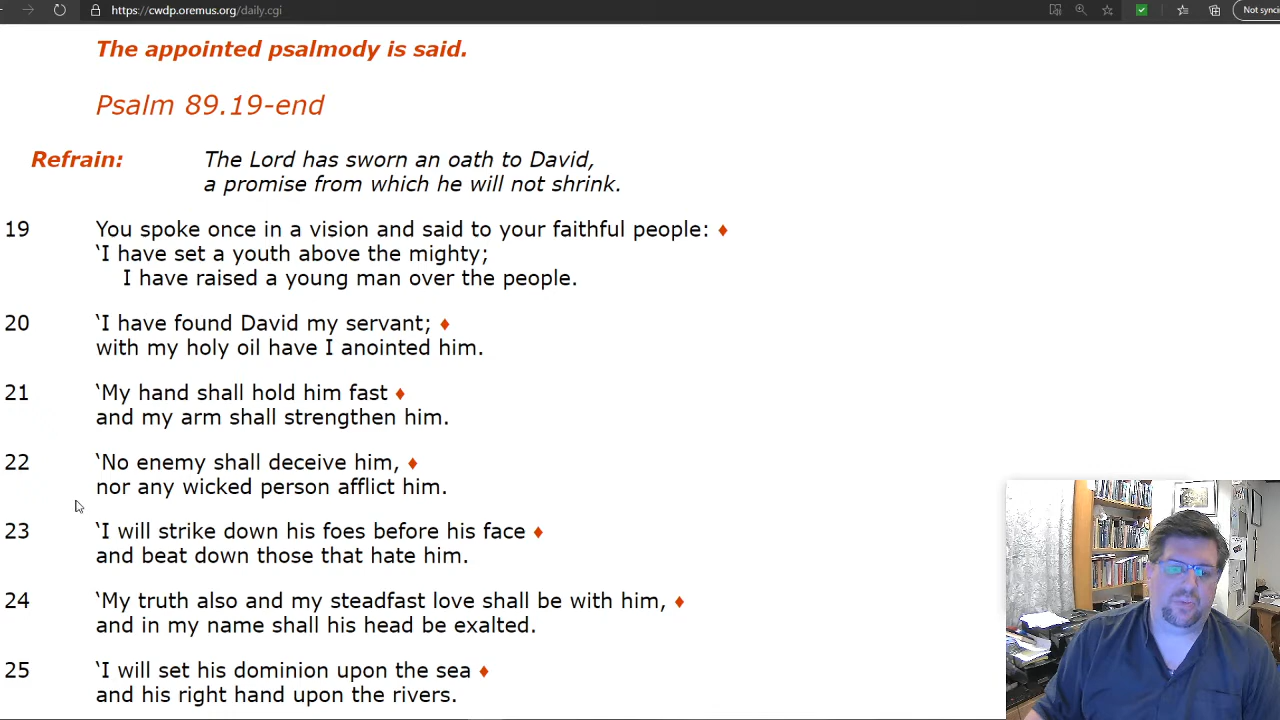 https://cwdp.oremus.org/daily.cgi
Not synci
The appointed psalmody is said.
Psalm 89.19-end
Refrain: The Lord has sworn an oath to David,
a promise from which he will not shrink.
19 You spoke once in a vision and said to your faithful people: ♦
‘I have set a youth above the mighty;
I have raised a young man over the people.
20 ‘I have found David my servant; ♦
with my holy oil have I anointed him.
21 ‘My hand shall hold him fast ♦
and my arm shall strengthen him.
22 ‘No enemy shall deceive him, ♦
nor any wicked person afflict him.
23 ‘I will strike down his foes before his face ♦
and beat down those that hate him.
24 ‘My truth also and my steadfast love shall be with him, ♦
and in my name shall his head be exalted.
25 ‘I will set his dominion upon the sea ♦
and his right hand upon the rivers.